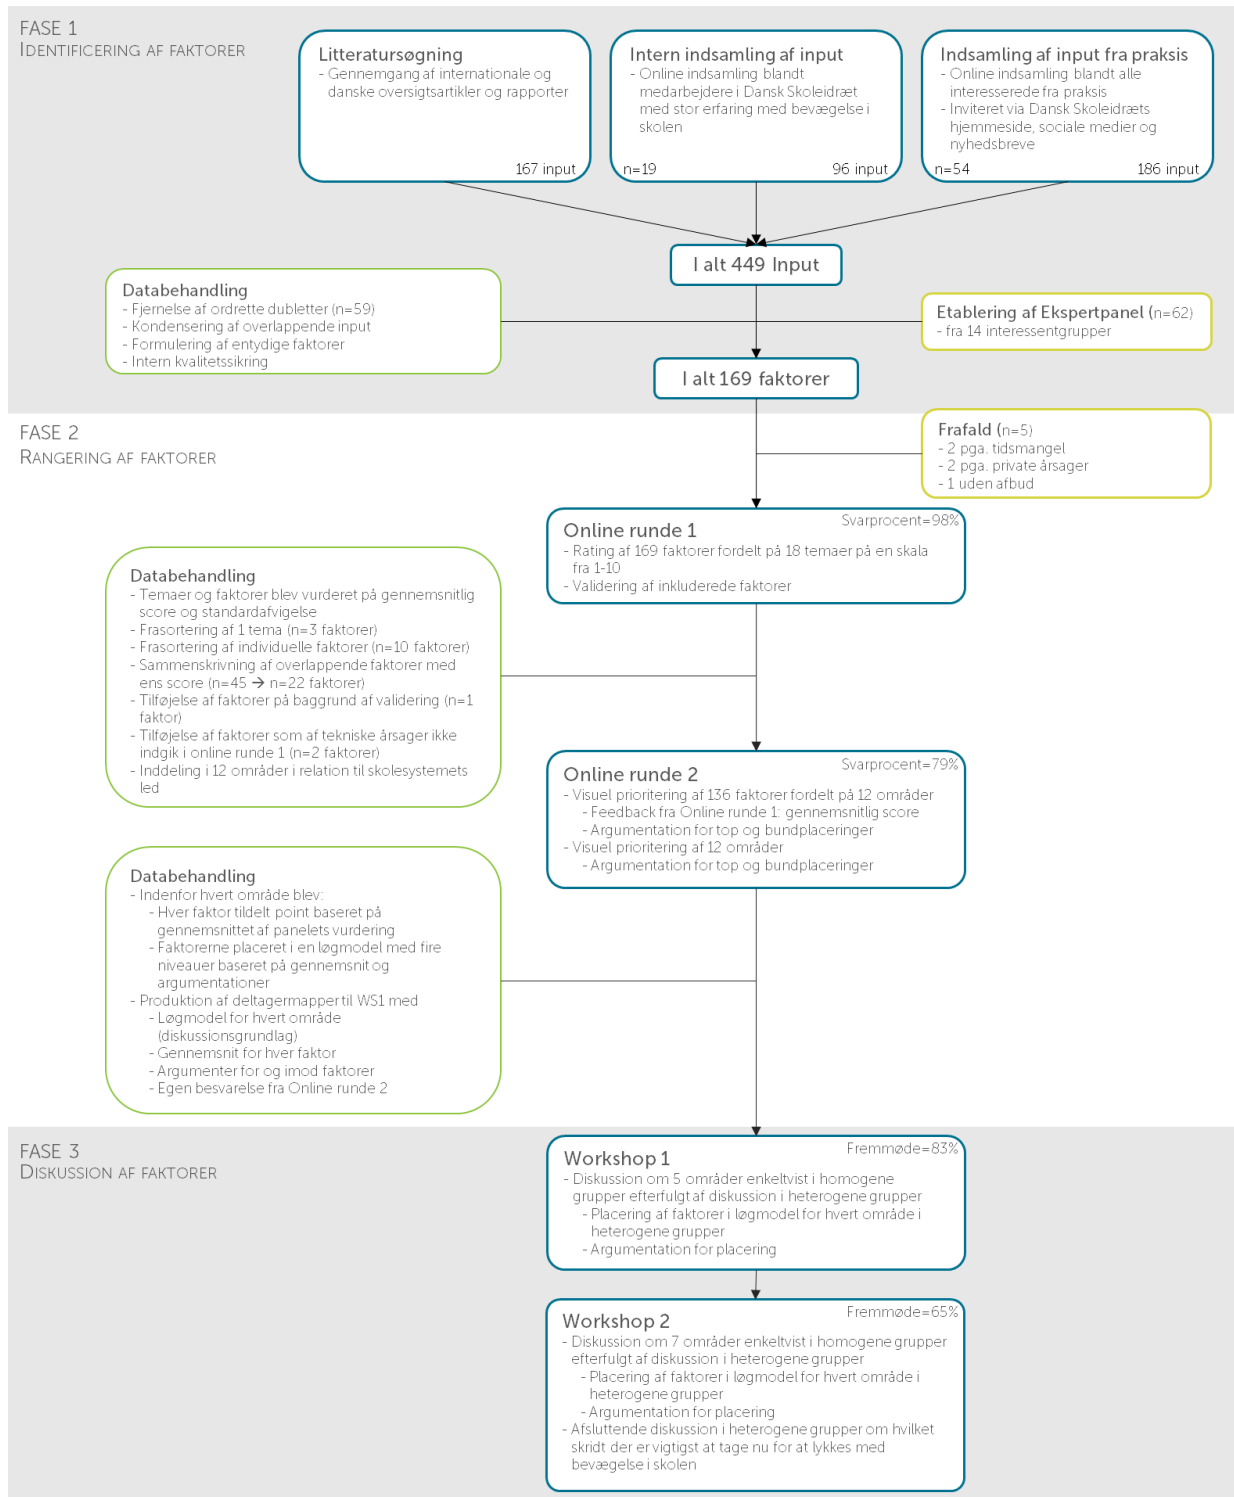 FASE 1
IDENTIFICERING AF FAKTORER
Litteratursøgning
- Gennemgang af internationale og
danske oversigtsartikler og rapporter
167 input
Intern indsamling af input
- Online indsamling blandt
medarbejdere i Dansk Skoleidræt
med stor erfaring med bevægelse i
skolen
n=19
96 input
Indsamling af input fra praksis
- Online indsamling blandt alle
interesserede fra praksis
- Inviteret via Dansk Skoleidræts
hjemmeside, sociale medier og
nyhedsbreve
n=54
186 input
I alt 449 Input
Databehandling
- Fjernelse af ordrette dubletter (n=59)
- Kondensering af overlappende input
- Formulering af entydige faktorer
- Intern kvalitetssikring
Etablering af Ekspertpanel (n=62)
- fra 14 interessentgrupper
I alt 169 faktorer
FASE 2
RANGERING AF FAKTORER
Frafald (n=5)
- 2 pga. tidsmangel
- 2 pga. private årsager
- 1 uden afbud
Svarprocent=98%
Online runde 1
- Rating af 169 faktorer fordelt på 18 temaer på en skala
fra 1-10
- Validering af inkluderede faktorer
Databehandling
- Temaer og faktorer blev vurderet på gennemsnitlig
score og standardafvigelse
- Frasortering af 1 tema (n=3 faktorer)
- Frasortering af individuelle faktorer (n=10 faktorer)
- Sammenskrivning af overlappende faktorer med
ens score (n=45 → n=22 faktorer)
- Tilføjelse af faktorer på baggrund af validering (n=1
faktor)
- Tilføjelse af faktorer som af tekniske årsager ikke
indgik i online runde 1 (n=2 faktorer)
- Inddeling i 12 områder i relation til skolesystemets
led
Svarprocent=79%
Online runde 2
- Visuel prioritering af 136 faktorer fordelt på 12 områder
- Feedback fra Online runde 1: gennemsnitlig score
- Argumentation for top og bundplaceringer
- Visuel prioritering af 12 områder
- Argumentation for top og bundplaceringer
Databehandling
- Indenfor hvert område blev:
- Hver faktor tildelt point baseret på
gennemsnittet af panelets vurdering
- Faktorerne placeret i en løgmodel med fire
niveauer baseret på gennemsnit og
argumentationer
- Produktion af deltagermapper til WS1 med
- Løgmodel for hvert område
(diskussionsgrundlag)
- Gennemsnit for hver faktor
- Argumenter for og imod faktorer
- Egen besvarelse fra Online runde 2
FASE 3
DISKUSSION AF FAKTORER
Fremmøde=83%
Workshop 1
- Diskussion om 5 områder enkeltvist i homogene
grupper efterfulgt af diskussion i heterogene grupper
- Placering af faktorer i løgmodel for hvert område i
heterogene grupper
- Argumentation for placering
Fremmøde=65%
Workshop 2
- Diskussion om 7 områder enkeltvist i homogene grupper
efterfulgt af diskussion i heterogene grupper
- Placering af faktorer i løgmodel for hvert område i
heterogene grupper
- Argumentation for placering
- Afsluttende diskussion i heterogene grupper om hvilket
skridt der er vigtigst at tage nu for at lykkes med
bevægelse i skolen